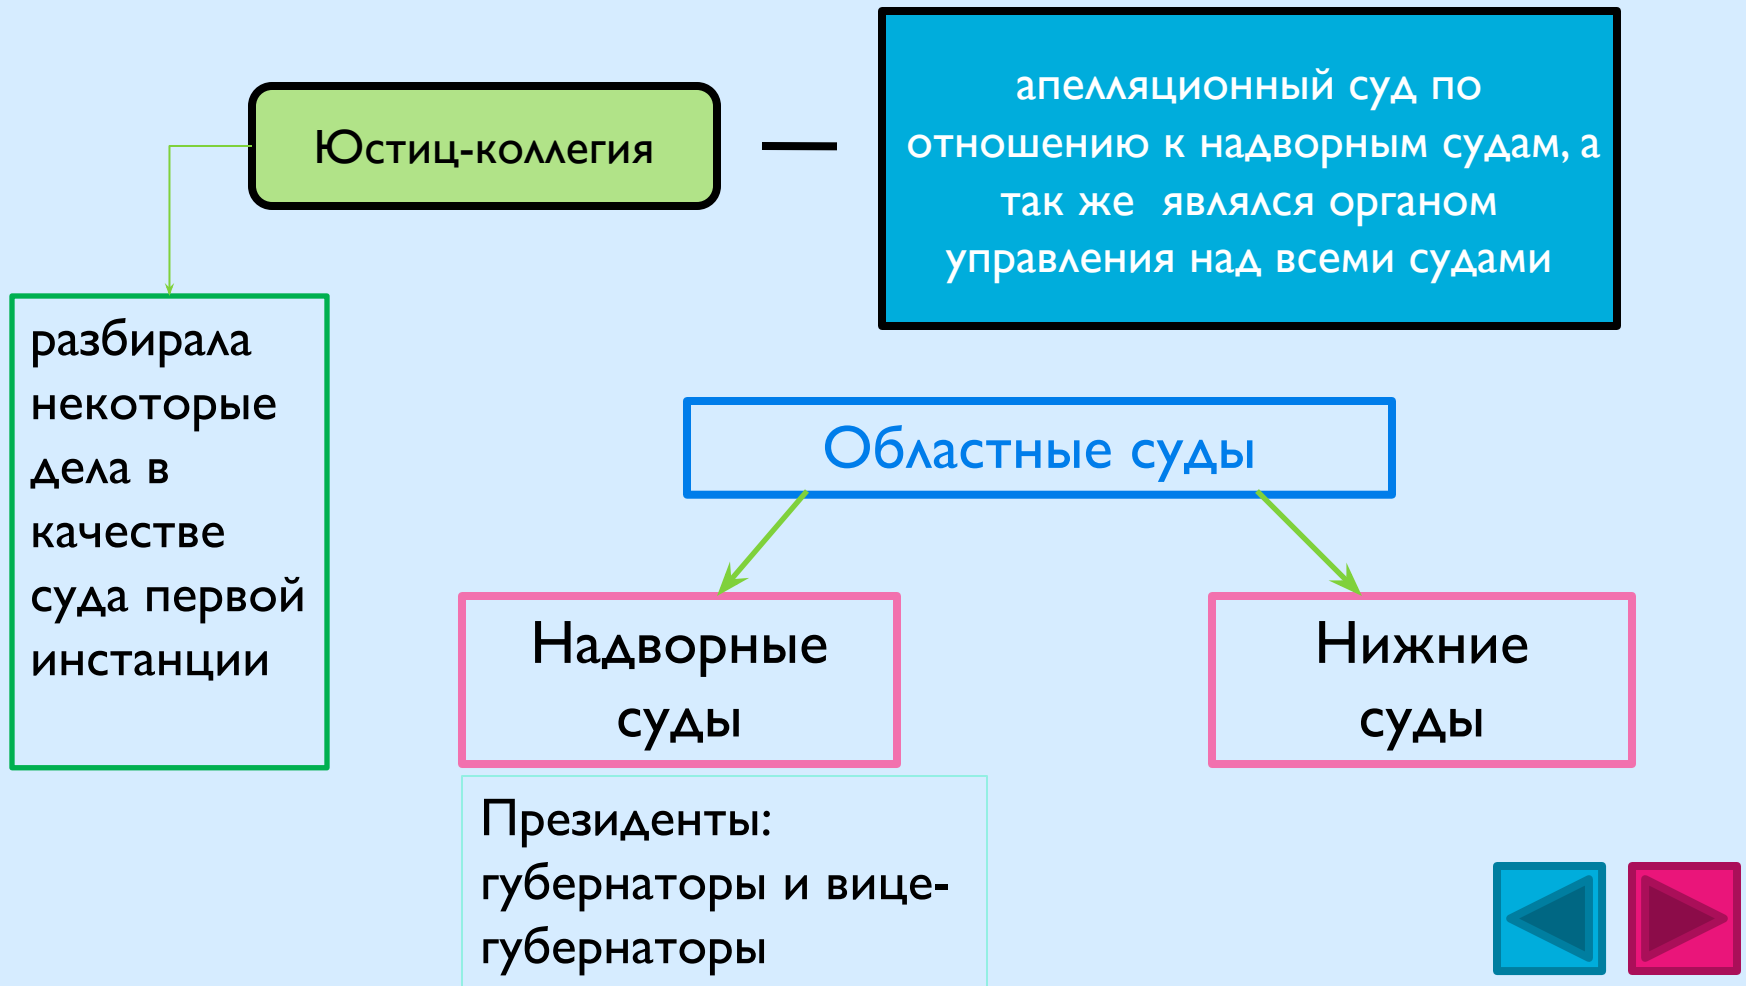 Юстиц-коллегия
апелляционный суд по
отношению к надворным судам, а
так же являлся органом
управления над всеми судами
разбирала
некоторые
дела в
качестве
суда первой
инстанции
Областные суды
Надворные
суды
Нижние
суды
Президенты:
губернаторы и вице-
губернаторы